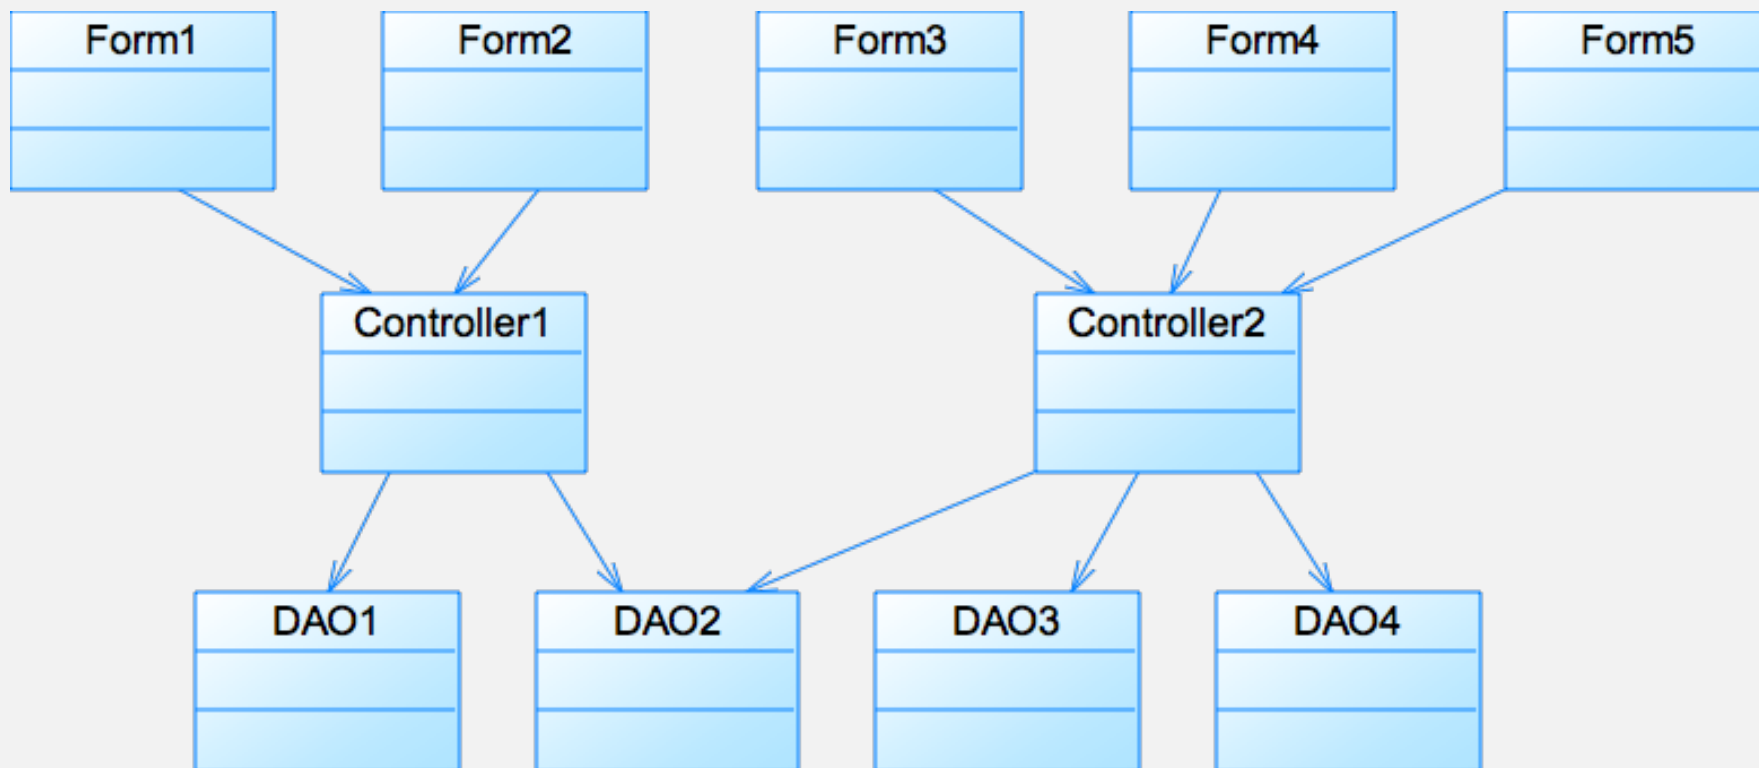 Form1
Form2
Form3
Form4
Form5
Controller1
Controller2
DAO1
DAO2
DAO3
DAO4